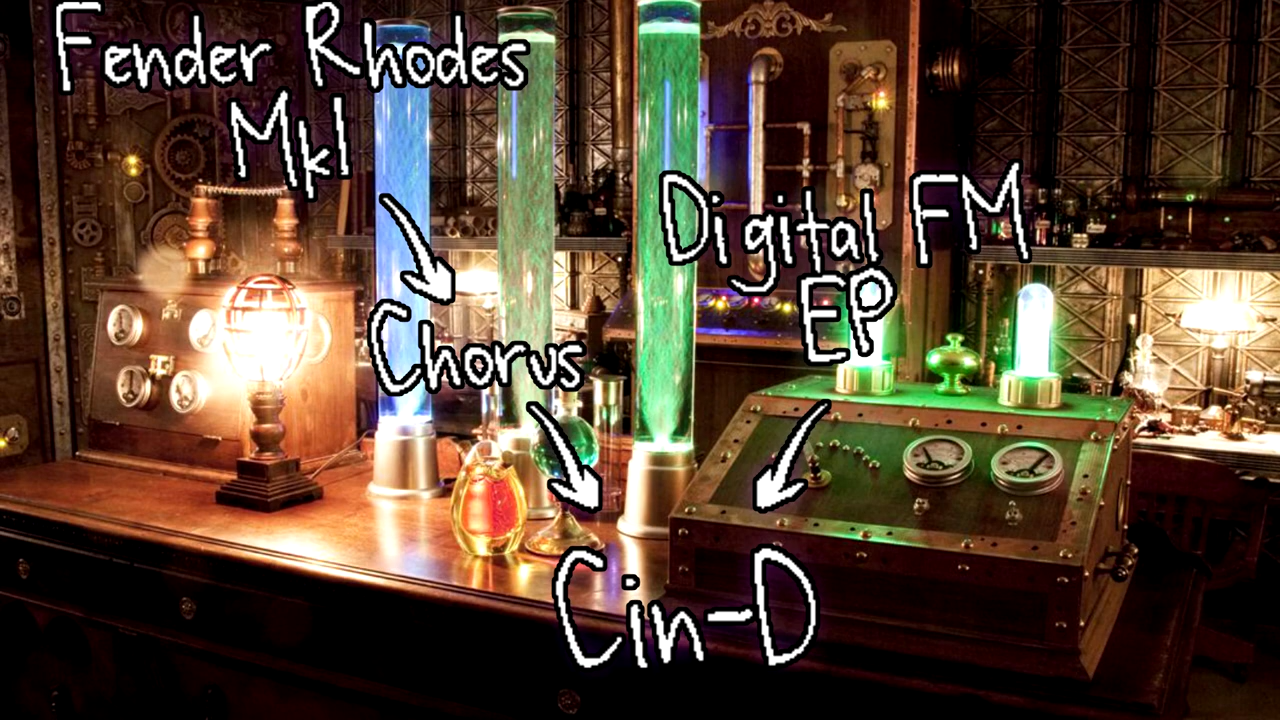 Fender Rhodes
MkI
Digital FM
EP
Chorus
Cin-D